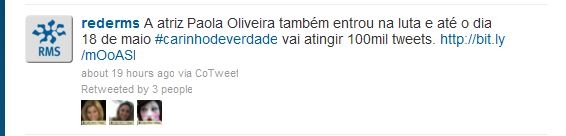 RMS
rederms A atriz Paola Oliveira também entrou na luta e até o dia
18 de maio #carinhodeverdade vai atingir 100mil tweets. http://bit.ly
/mOoASl
about 19 hours ago via CoTweet
Retweeted by 3 people